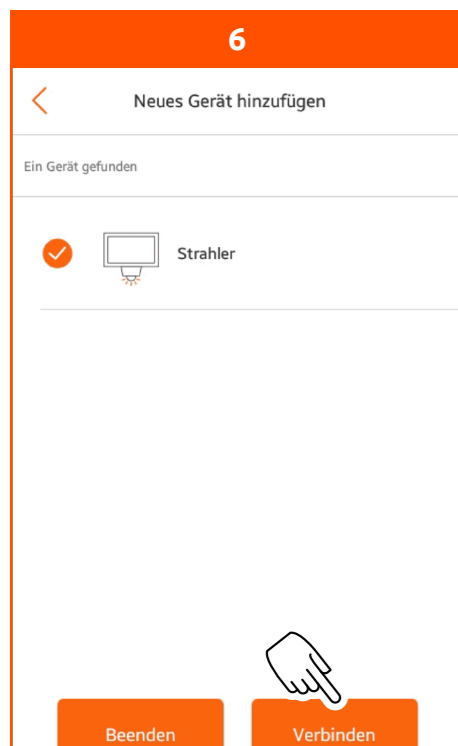 6
Neues Gerät hinzufügen
Ein Gerät gefunden
Strahler
Beenden
Verbinden